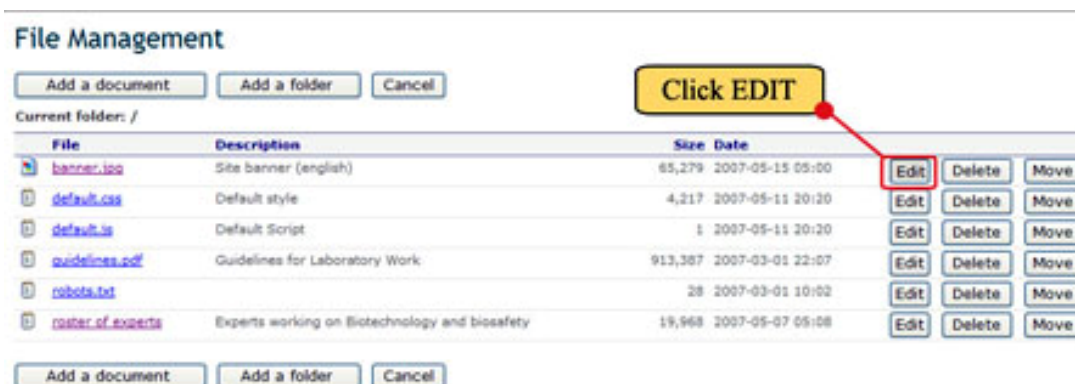 File Management
Add a document Add a folder Cancel
Click EDIT
Current folder: /
File Description Size Date
banner.jpg Site banner (english) 65,279 2007-05-15 05:00 Edit Delete Move
default.css Default style 4,217 2007-05-11 20:20 Edit Delete Move
default.js Default Script 1 2007-05-11 20:20 Edit Delete Move
guidelines.pdf Guidelines for Laboratory Work 913,387 2007-03-01 22:07 Edit Delete Move
robots.txt 28 2007-03-01 10:02 Edit Delete Move
roster of experts Experts working on Biotechnology and biosafety 19,968 2007-05-07 05:08 Edit Delete Move
Add a document Add a folder Cancel